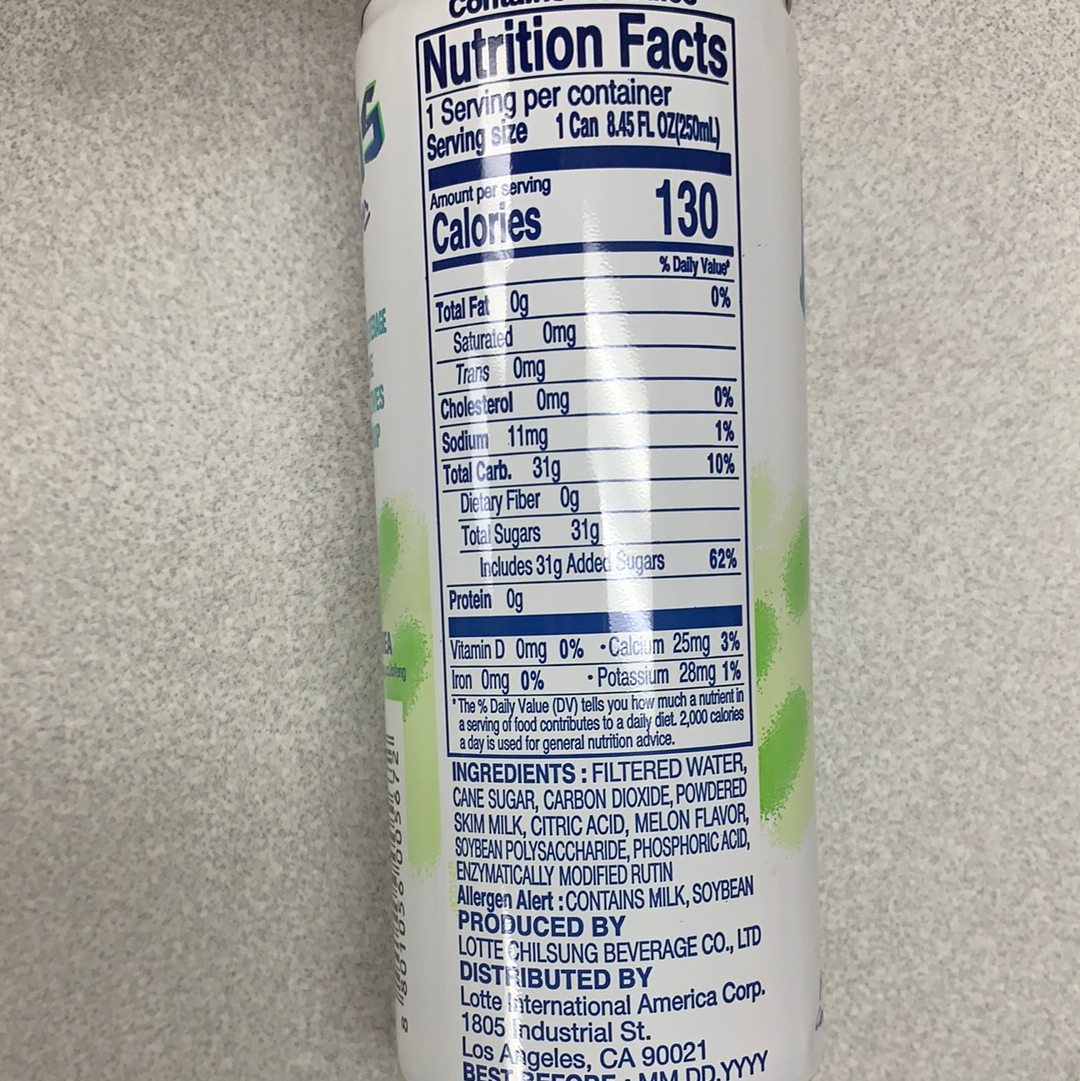 Nutrition Facts
1 Serving per container
Serving size 1 Can 8.45 FL OZ(250mL)
Amount per serving
Calories 130
% Daily Value*
Total Fat 0g 0%
Saturated 0mg
Trans 0mg
Cholesterol 0mg 0%
Sodium 11mg 1%
Total Carb. 31g 10%
Dietary Fiber 0g
Total Sugars 31g
Includes 31g Added Sugars 62%
Protein 0g
Vitamin D 0mg 0% • Calcium 25mg 3%
Iron 0mg 0% • Potassium 28mg 1%
* The % Daily Value (DV) tells you how much a nutrient in
a serving of food contributes to a daily diet. 2,000 calories
a day is used for general nutrition advice.
INGREDIENTS : FILTERED WATER,
CANE SUGAR, CARBON DIOXIDE, POWDERED
SKIM MILK, CITRIC ACID, MELON FLAVOR,
SOYBEAN POLYSACCHARIDE, PHOSPHORIC ACID,
ENZYMATICALLY MODIFIED RUTIN
Allergen Alert : CONTAINS MILK, SOYBEAN
PRODUCED BY
LOTTE CHILSUNG BEVERAGE CO., LTD
DISTRIBUTED BY
Lotte International America Corp.
1805 Industrial St.
Los Angeles, CA 90021
BEST BEFORE : MM.DD.YYYY